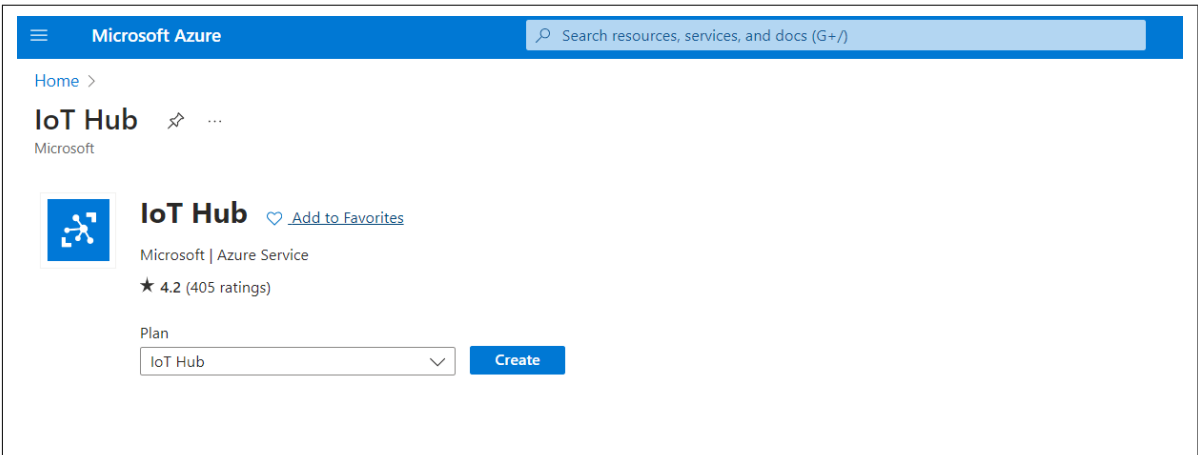 Microsoft Azure
Search resources, services, and docs (G+/)
Home >
IoT Hub ...
Microsoft
IoT Hub Add to Favorites
Microsoft | Azure Service
★ 4.2 (405 ratings)
Plan
IoT Hub
Create